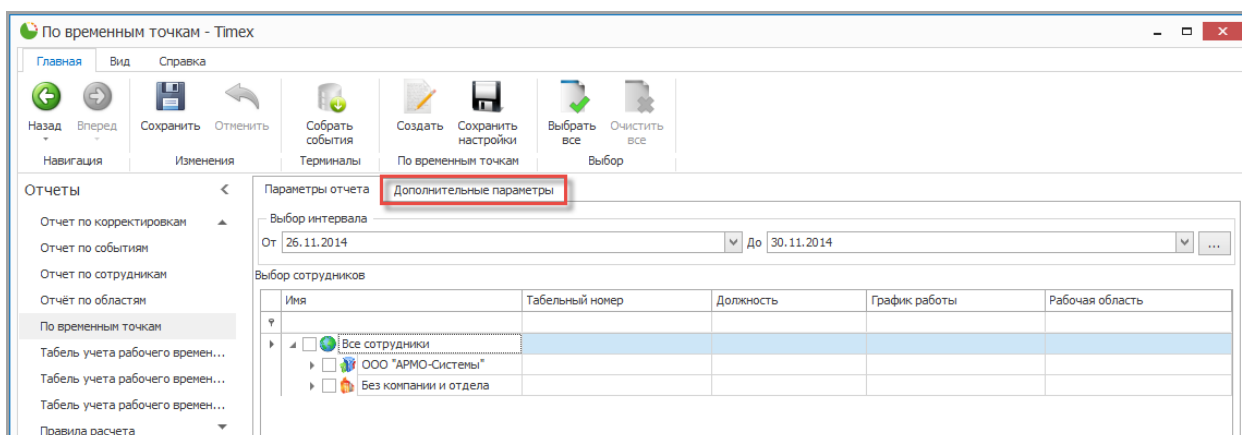 По временным точкам - Timex
Главная Вид Справка
Назад Вперед Сохранить Отменить Собрать события Создать Сохранить настройки Выбрать все Очистить все
Навигация Изменения Терминалы По временным точкам Выбор
Отчеты
Параметры отчета Дополнительные параметры
Отчет по корректировкам
Отчет по событиям
Отчет по сотрудникам
Отчёт по областям
По временным точкам
Табель учета рабочего времен...
Табель учета рабочего времен...
Табель учета рабочего времен...
Правила расчета
Выбор интервала
От 26.11.2014 До 30.11.2014 ...
Выбор сотрудников
Имя Табельный номер Должность График работы Рабочая область
Все сотрудники
ООО "АРМО-Системы"
Без компании и отдела